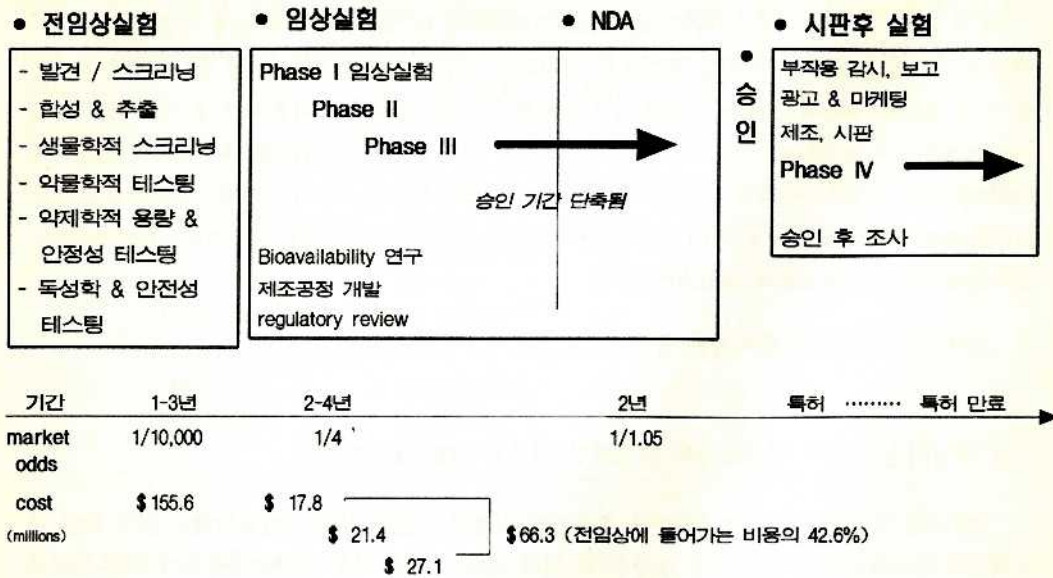 ● 전임상실험
- 발견 / 스크리닝
- 합성 & 추출
- 생물학적 스크리닝
- 약물학적 테스팅
- 약제학적 용량 &
안정성 테스팅
- 독성학 & 안전성
테스팅
● 임상실험 ● NDA
Phase I 임상실험
Phase II
Phase III
승인 기간 단축됨
Bioavailability 연구
제조공정 개발
regulatory review
● 승인
● 시판후 실험
부작용 감시, 보고
광고 & 마케팅
제조, 시판
Phase IV
승인 후 조사
기간 1-3년 2-4년 2년 특허 ········· 특허 만료
market odds 1/10,000 1/4 1/1.05
cost (millions) $ 155.6 $ 17.8
$ 21.4 $66.3 (전임상에 들어가는 비용의 42.6%)
$ 27.1